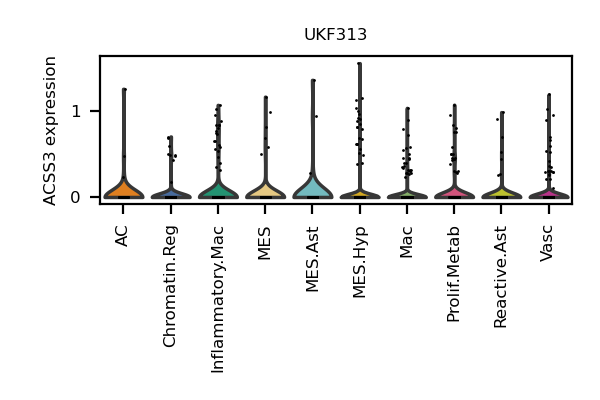 UKF313
ACSS3 expression
1
0
AC
Chromatin.Reg
Inflammatory.Mac
MES
MES.Ast
MES.Hyp
Mac
Prolif.Metab
Reactive.Ast
Vasc